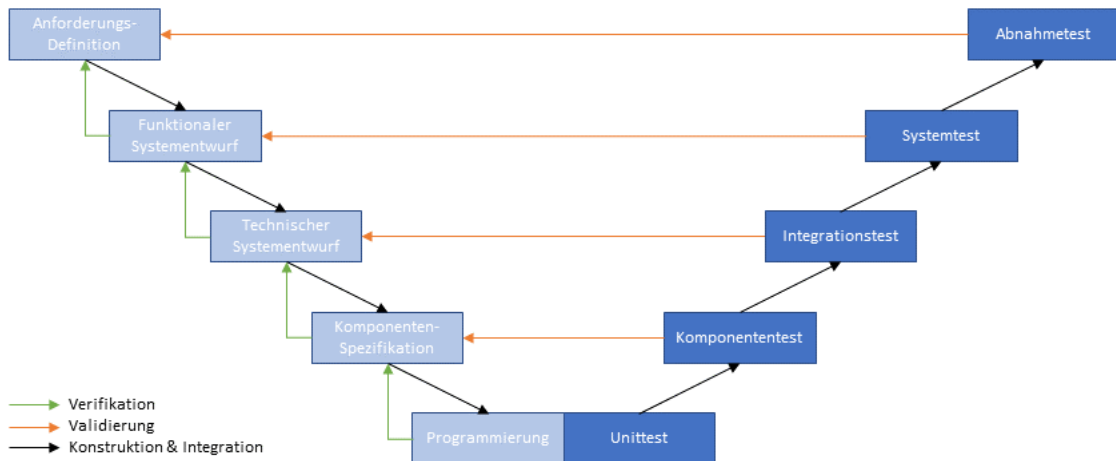 Anforderungs-
Definition
Abnahmetest
Funktionaler
Systementwurf
Systemtest
Technischer
Systementwurf
Integrationstest
Komponenten-
Spezifikation
Komponententest
Verifikation
Validierung
Konstruktion & Integration
Programmierung
Unittest